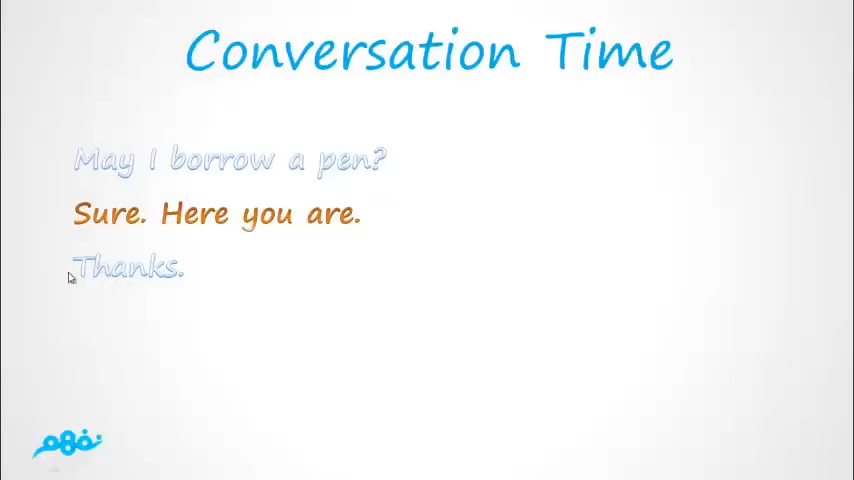 Conversation Time
May I borrow a pen?
Sure. Here you are.
Thanks.
نفهم